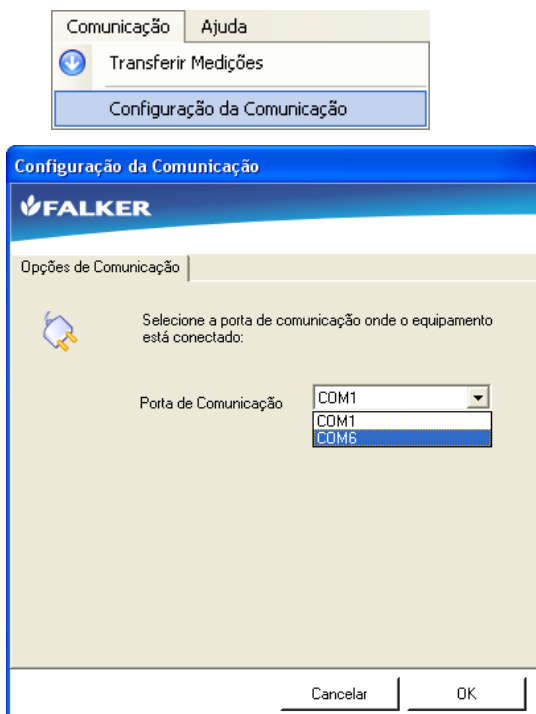 Comunicação Ajuda
Transferir Medições
Configuração da Comunicação
Configuração da Comunicação
FALKER
Opções de Comunicação
Selecione a porta de comunicação onde o equipamento
está conectado:
Porta de Comunicação COM1
COM1
COM6
Cancelar OK